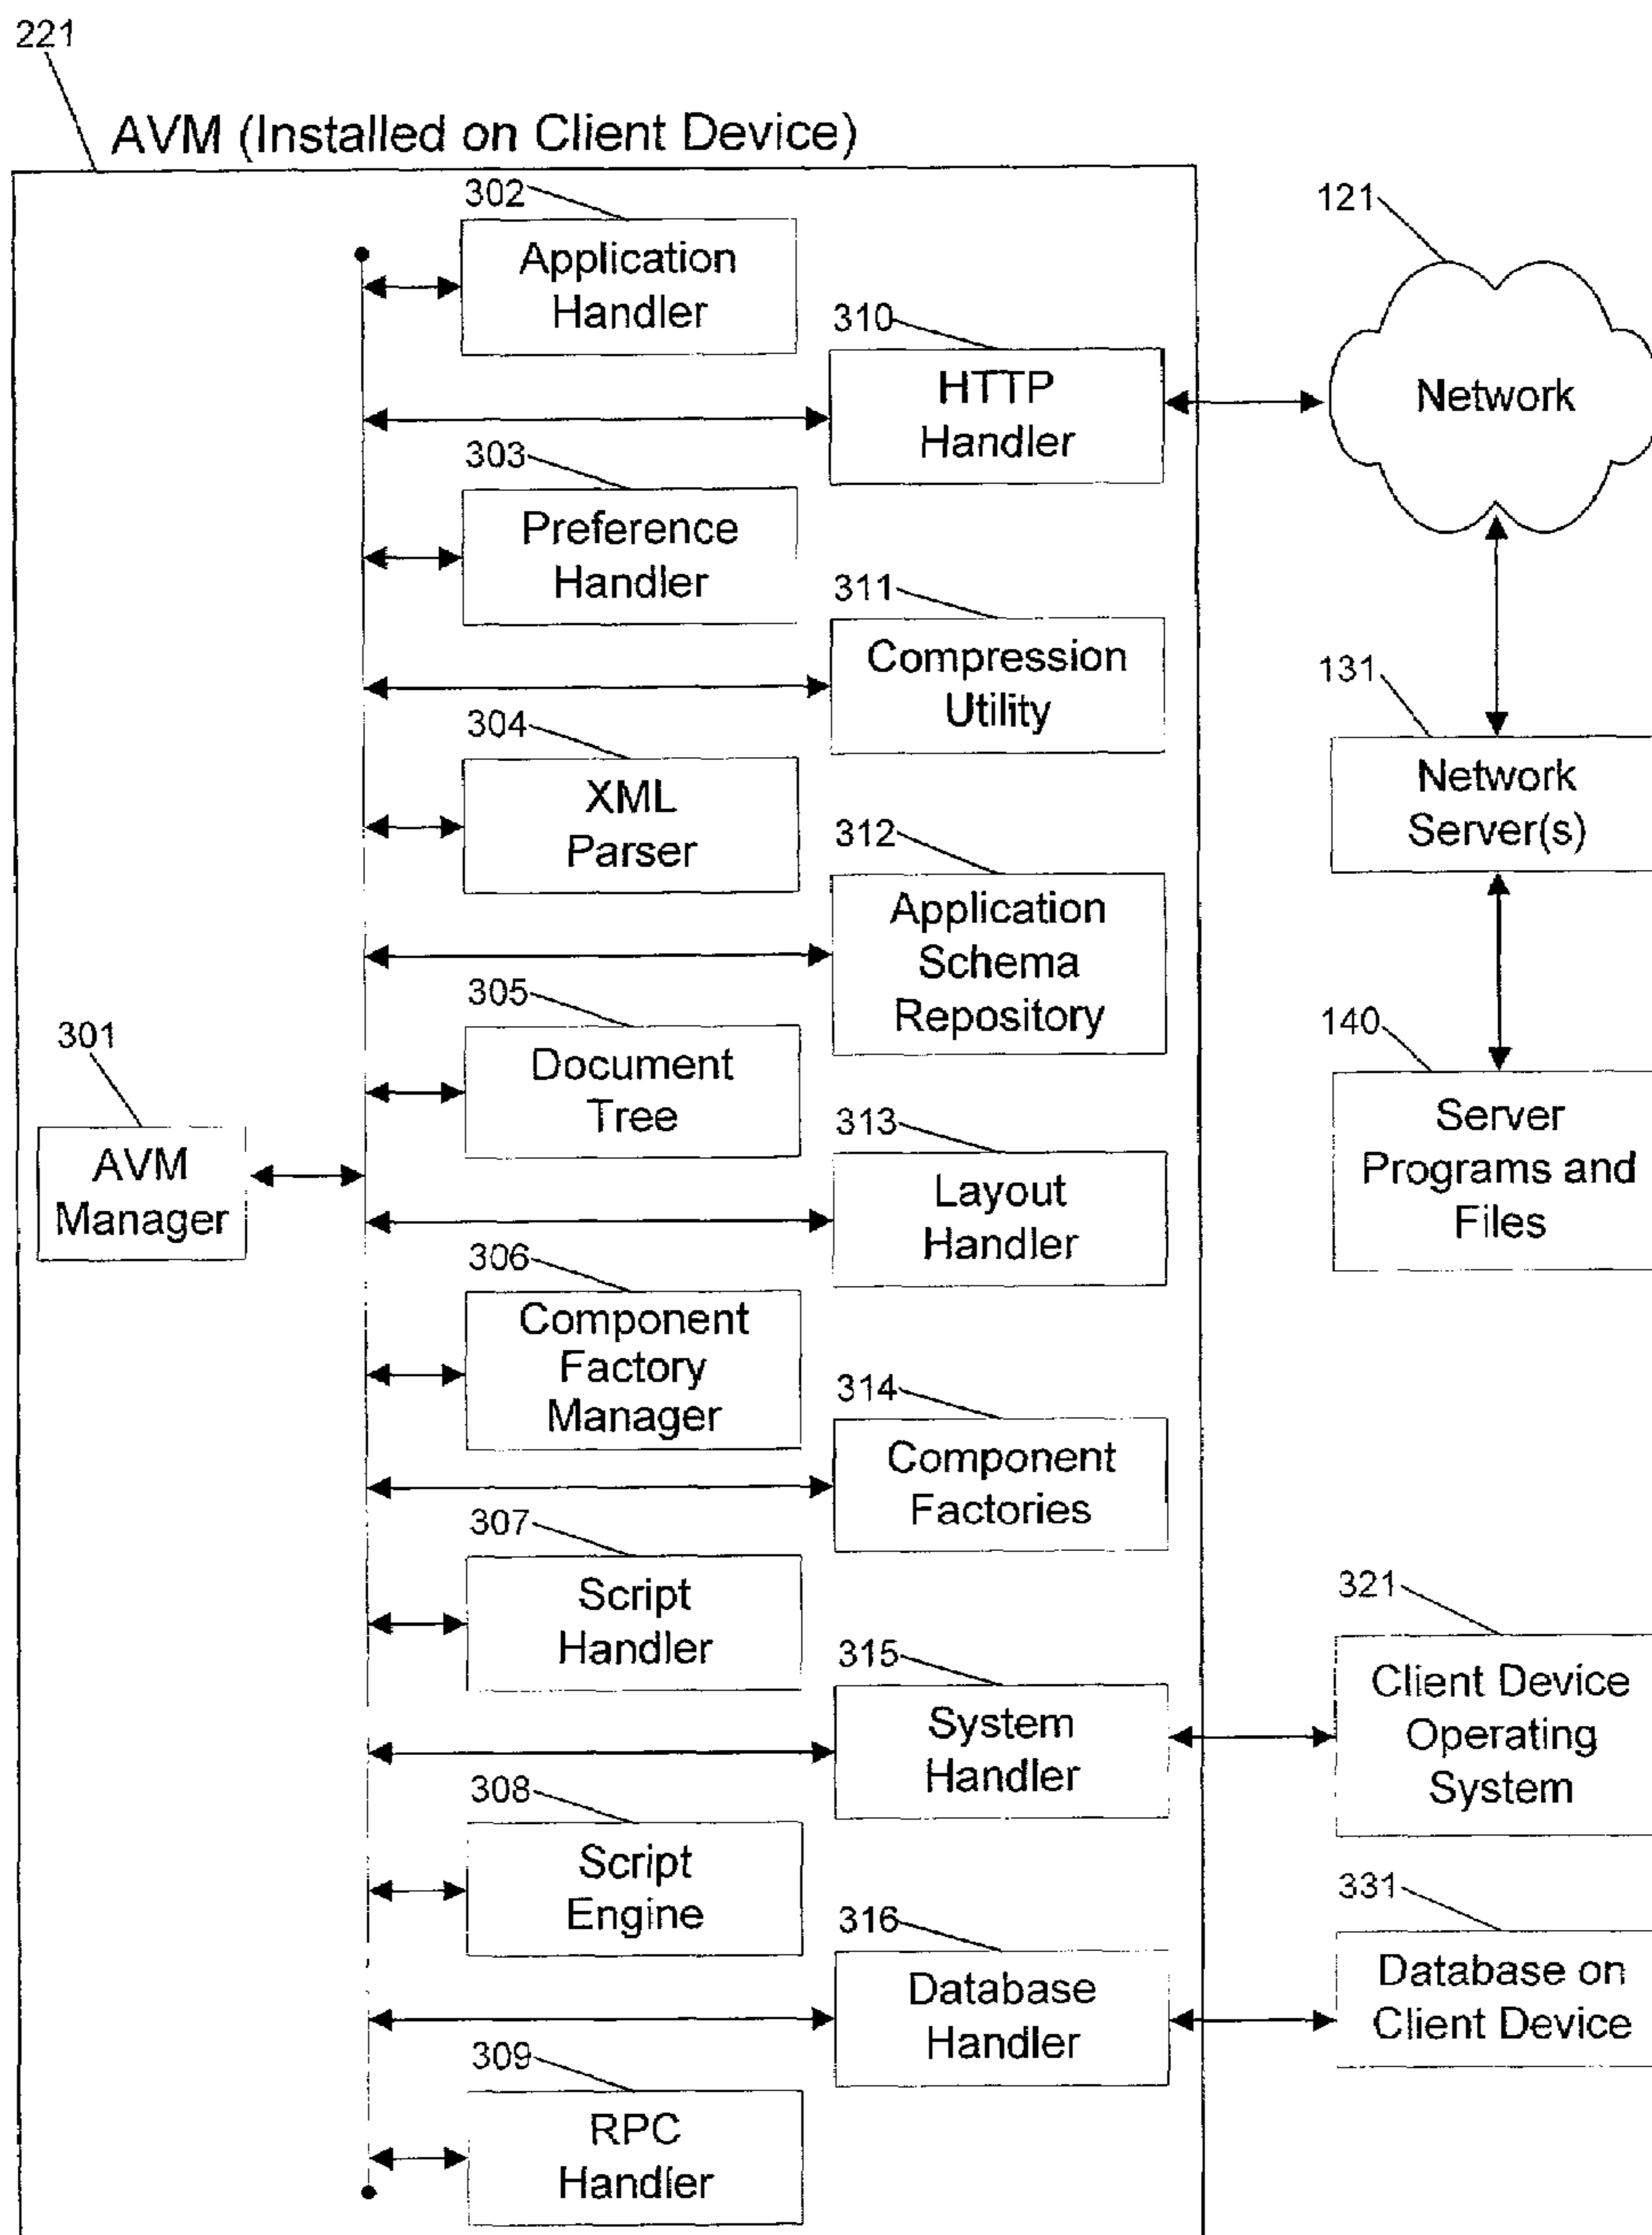 221
AVM (Installed on Client Device)
302
Application
Handler
121
Network
310
HTTP
Handler
303
Preference
Handler
311
Compression
Utility
131
Network
Server(s)
304
XML
Parser
312
Application
Schema
Repository
305
Document
Tree
140
Server
Programs and
Files
301
AVM
Manager
313
Layout
Handler
306
Component
Factory
Manager
314
Component
Factories
307
Script
Handler
321
Client Device
Operating
System
315
System
Handler
308
Script
Engine
331
Database on
Client Device
316
Database
Handler
309
RPC
Handler